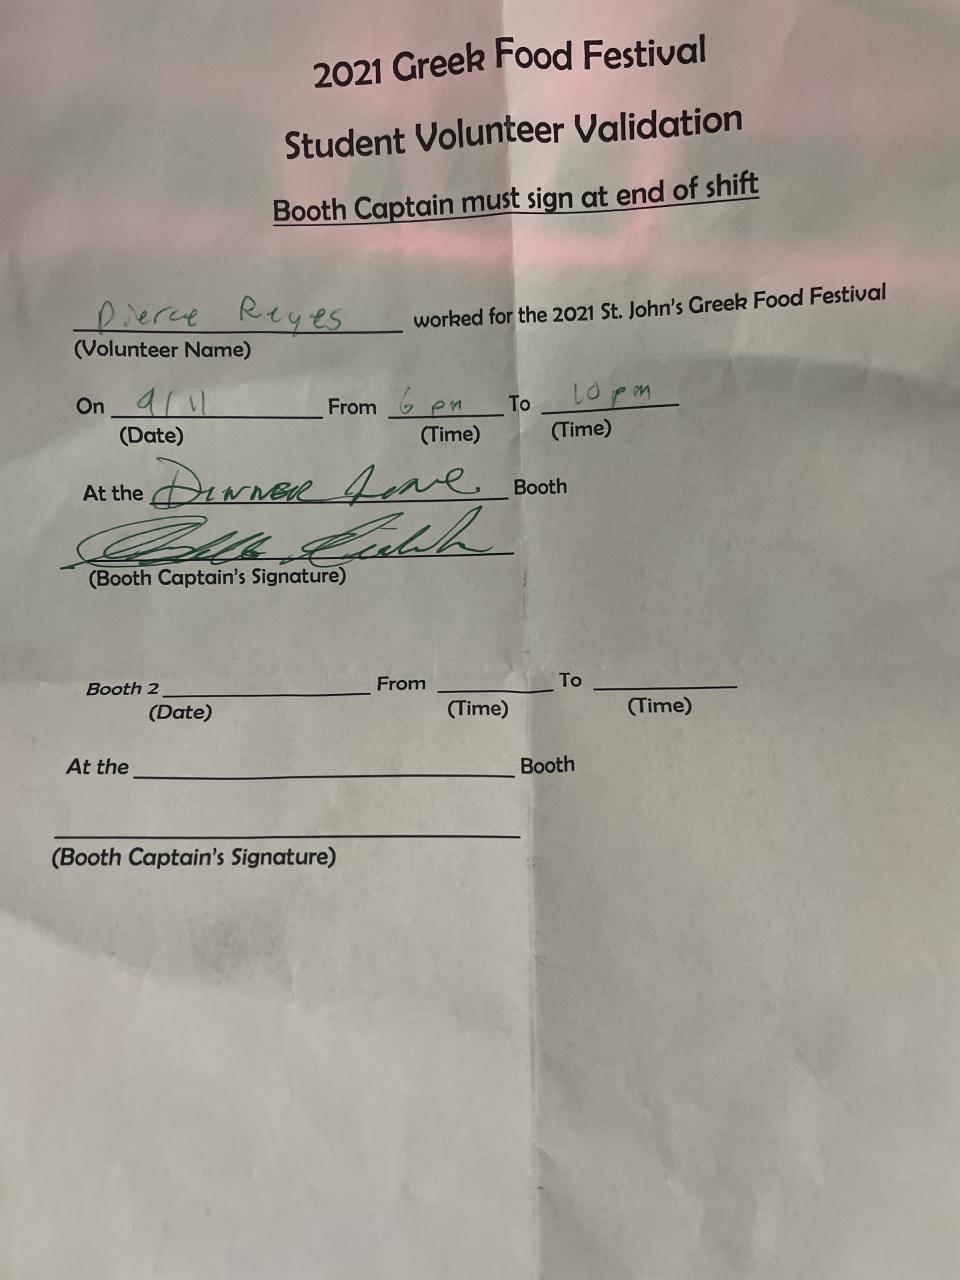 2021 Greek Food Festival
Student Volunteer Validation
Booth Captain must sign at end of shift
Pierce Reyes worked for the 2021 St. John's Greek Food Festival
(Volunteer Name)
On 9/11 From 6 pm To 10 pm
(Date) (Time) (Time)
At the DINNER Line Booth
(Booth Captain's Signature)
Booth 2 From To
(Date) (Time) (Time)
At the Booth
(Booth Captain's Signature)